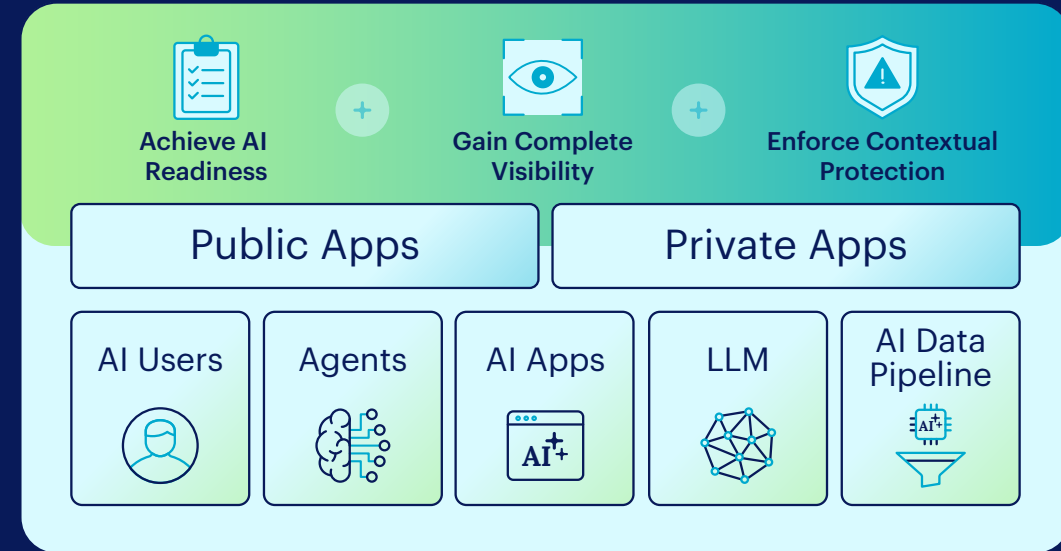 Achieve AI
Readiness
Gain Complete
Visibility
Enforce Contextual
Protection
Public Apps
Private Apps
AI Users
Agents
AI Apps
LLM
AI Data
Pipeline
AI
AI